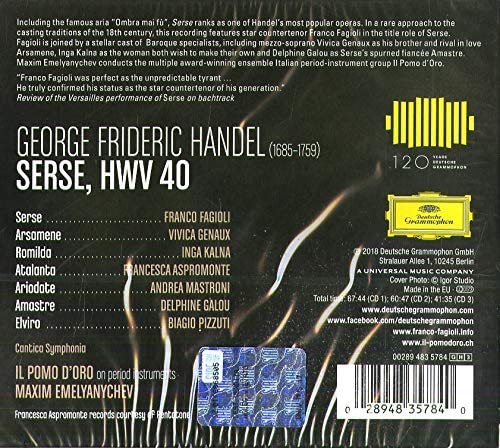 Including the famous aria "Ombra mai fù", Serse ranks as one of Handel's most popular operas. In a rare approach to the
casting traditions of the 18th century, this recording features star countertenor Franco Fagioli in the title role of Serse.
Fagioli is joined by a stellar cast of Baroque specialists, including mezzo-soprano Vivica Genaux as his brother and rival in love
Arsamene, Inga Kalna as the woman both wish to make their own and Delphine Galou as Serse's spurned fiancée Amastre.
Maxim Emelyanychev conducts the multiple award-winning ensemble Italian period-instrument group Il Pomo d'Oro.
"Franco Fagioli was perfect as the unpredictable tyrant ...
He truly confirmed his status as the star countertenor of his generation."
Review of the Versailles performance of Serse on bachtrack
GEORGE FRIDERIC HANDEL (1685-1759)
SERSE, HWV 40
120 YEARS DEUTSCHE GRAMMOPHON
Serse FRANCO FAGIOLI
Arsamene VIVICA GENAUX
Romilda INGA KALNA
Atalanta FRANCESCA ASPROMONTE
Ariodate ANDREA MASTRONI
Amastre DELPHINE GALOU
Elviro BIAGIO PIZZUTI
Cantica Symphonia
IL POMO D'ORO on period instruments
MAXIM EMELYANYCHEV
Francesca Aspromonte records courtesy of Pentatone
Deutsche
Grammophon
℗ 2018 Deutsche Grammophon GmbH
Stralauer Allee 1, 10245 Berlin
A UNIVERSAL MUSIC COMPANY
Cover Photo: © Igor Studio
Made in the EU
Total time: 67:44 (CD 1); 60:47 (CD 2); 41:35 (CD 3)
www.deutschegrammophon.com
www.facebook.com/deutschegrammophon
www.franco-fagioli.info
www.il-pomodoro.ch
00289 483 5784 GH3
0 28948 35784 0